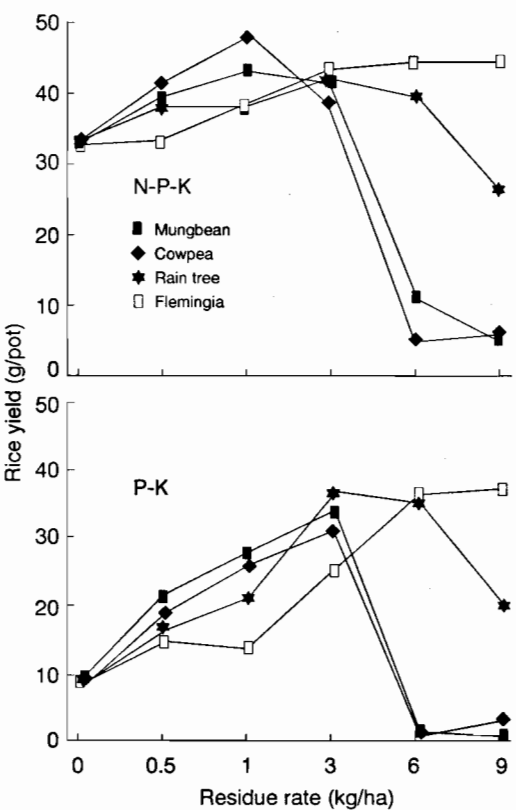 50
40
30
20
10
0
N-P-K
Mungbean
Cowpea
Rain tree
Flemingia
Rice yield (g/pot)
50
40
30
20
10
0
P-K
0 0.5 1 3 6 9
Residue rate (kg/ha)